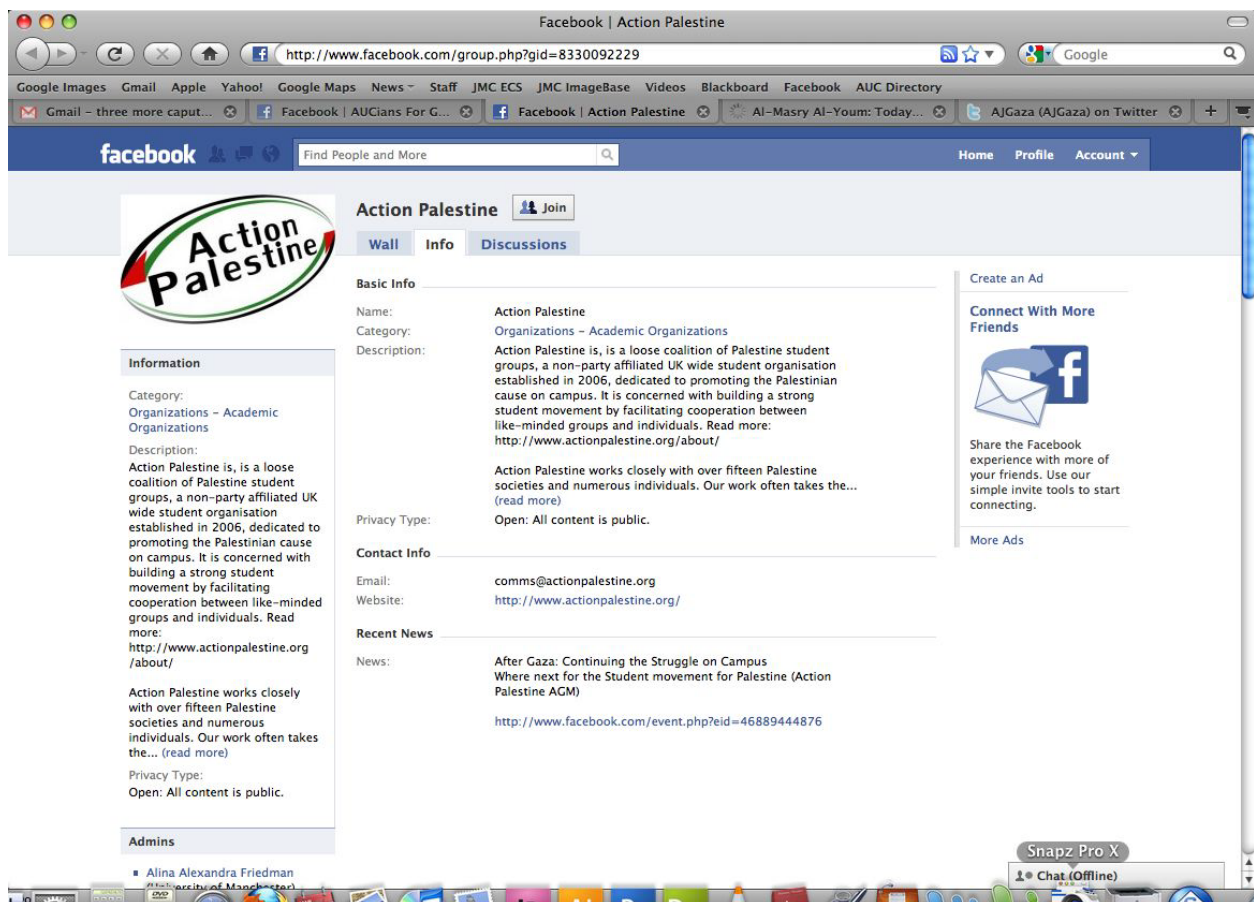 Facebook | Action Palestine
http://www.facebook.com/group.php?gid=8330092229
Google
Google Images Gmail Apple Yahoo! Google Maps News Staff JMC ECS JMC ImageBase Videos Blackboard Facebook AUC Directory
Gmail – three more caput... Facebook | AUCians For G... Facebook | Action Palestine Al-Masry Al-Youm: Today... AJGaza (AJGaza) on Twitter
facebook Find People and More Home Profile Account
Action
Palestine
Action Palestine Join
Wall Info Discussions
Basic Info
Name: Action Palestine
Category: Organizations – Academic Organizations
Description: Action Palestine is, is a loose coalition of Palestine student
groups, a non-party affiliated UK wide student organisation
established in 2006, dedicated to promoting the Palestinian
cause on campus. It is concerned with building a strong
student movement by facilitating cooperation between
like-minded groups and individuals. Read more:
http://www.actionpalestine.org/about/
Action Palestine works closely with over fifteen Palestine
societies and numerous individuals. Our work often takes the...
(read more)
Privacy Type: Open: All content is public.
Contact Info
Email: comms@actionpalestine.org
Website: http://www.actionpalestine.org/
Recent News
News: After Gaza: Continuing the Struggle on Campus
Where next for the Student movement for Palestine (Action
Palestine AGM)
http://www.facebook.com/event.php?eid=46889444876
Information
Category:
Organizations – Academic
Organizations
Description:
Action Palestine is, is a loose
coalition of Palestine student
groups, a non-party affiliated UK
wide student organisation
established in 2006, dedicated to
promoting the Palestinian cause
on campus. It is concerned with
building a strong student
movement by facilitating
cooperation between like-minded
groups and individuals. Read
more:
http://www.actionpalestine.org
/about/
Action Palestine works closely
with over fifteen Palestine
societies and numerous
individuals. Our work often takes
the... (read more)
Privacy Type:
Open: All content is public.
Admins
Alina Alexandra Friedman
(University of Manchester)
Create an Ad
Connect With More
Friends
Share the Facebook
experience with more of
your friends. Use our
simple invite tools to start
connecting.
More Ads
Snapz Pro X
Chat (Offline)